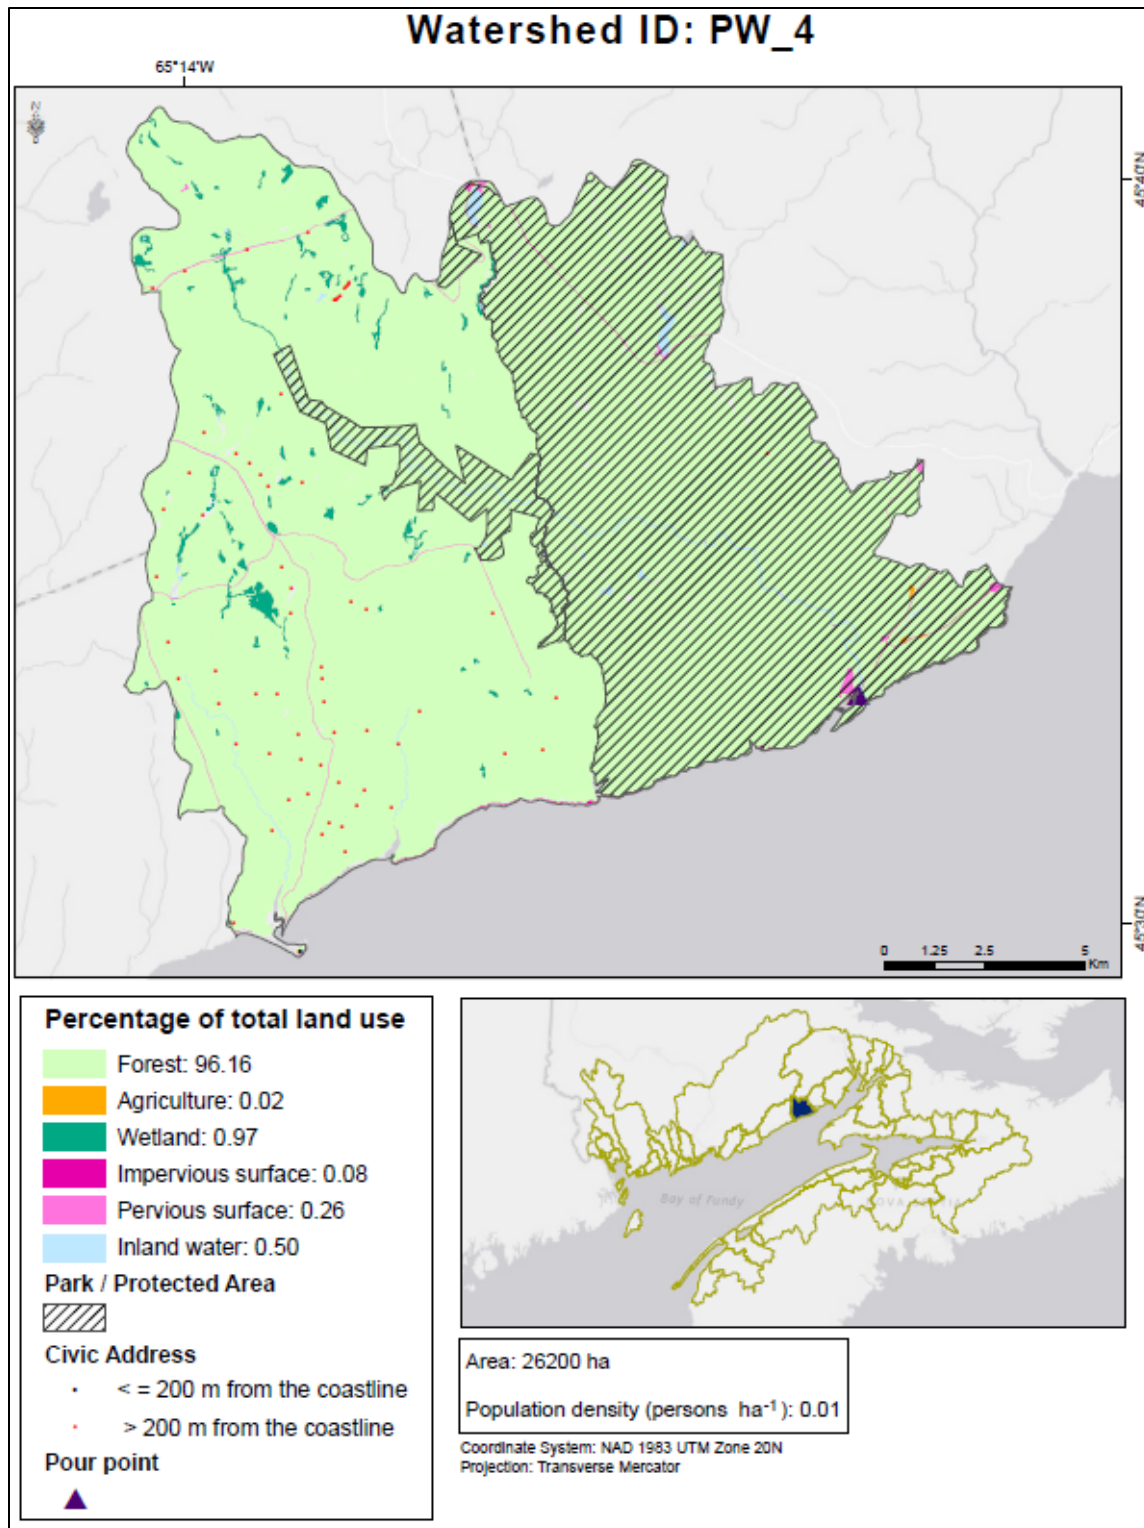 Watershed ID: PW_4
65°14'W
N
45°40'N
45°30'N
0 1.25 2.5 5
Km
Percentage of total land use
Forest: 96.16
Agriculture: 0.02
Wetland: 0.97
Impervious surface: 0.08
Pervious surface: 0.26
Inland water: 0.50
Park / Protected Area
Civic Address
< = 200 m from the coastline
> 200 m from the coastline
Pour point
Bay of Fundy
Area: 26200 ha
Population density (persons ha-1): 0.01
Coordinate System: NAD 1983 UTM Zone 20N
Projection: Transverse Mercator